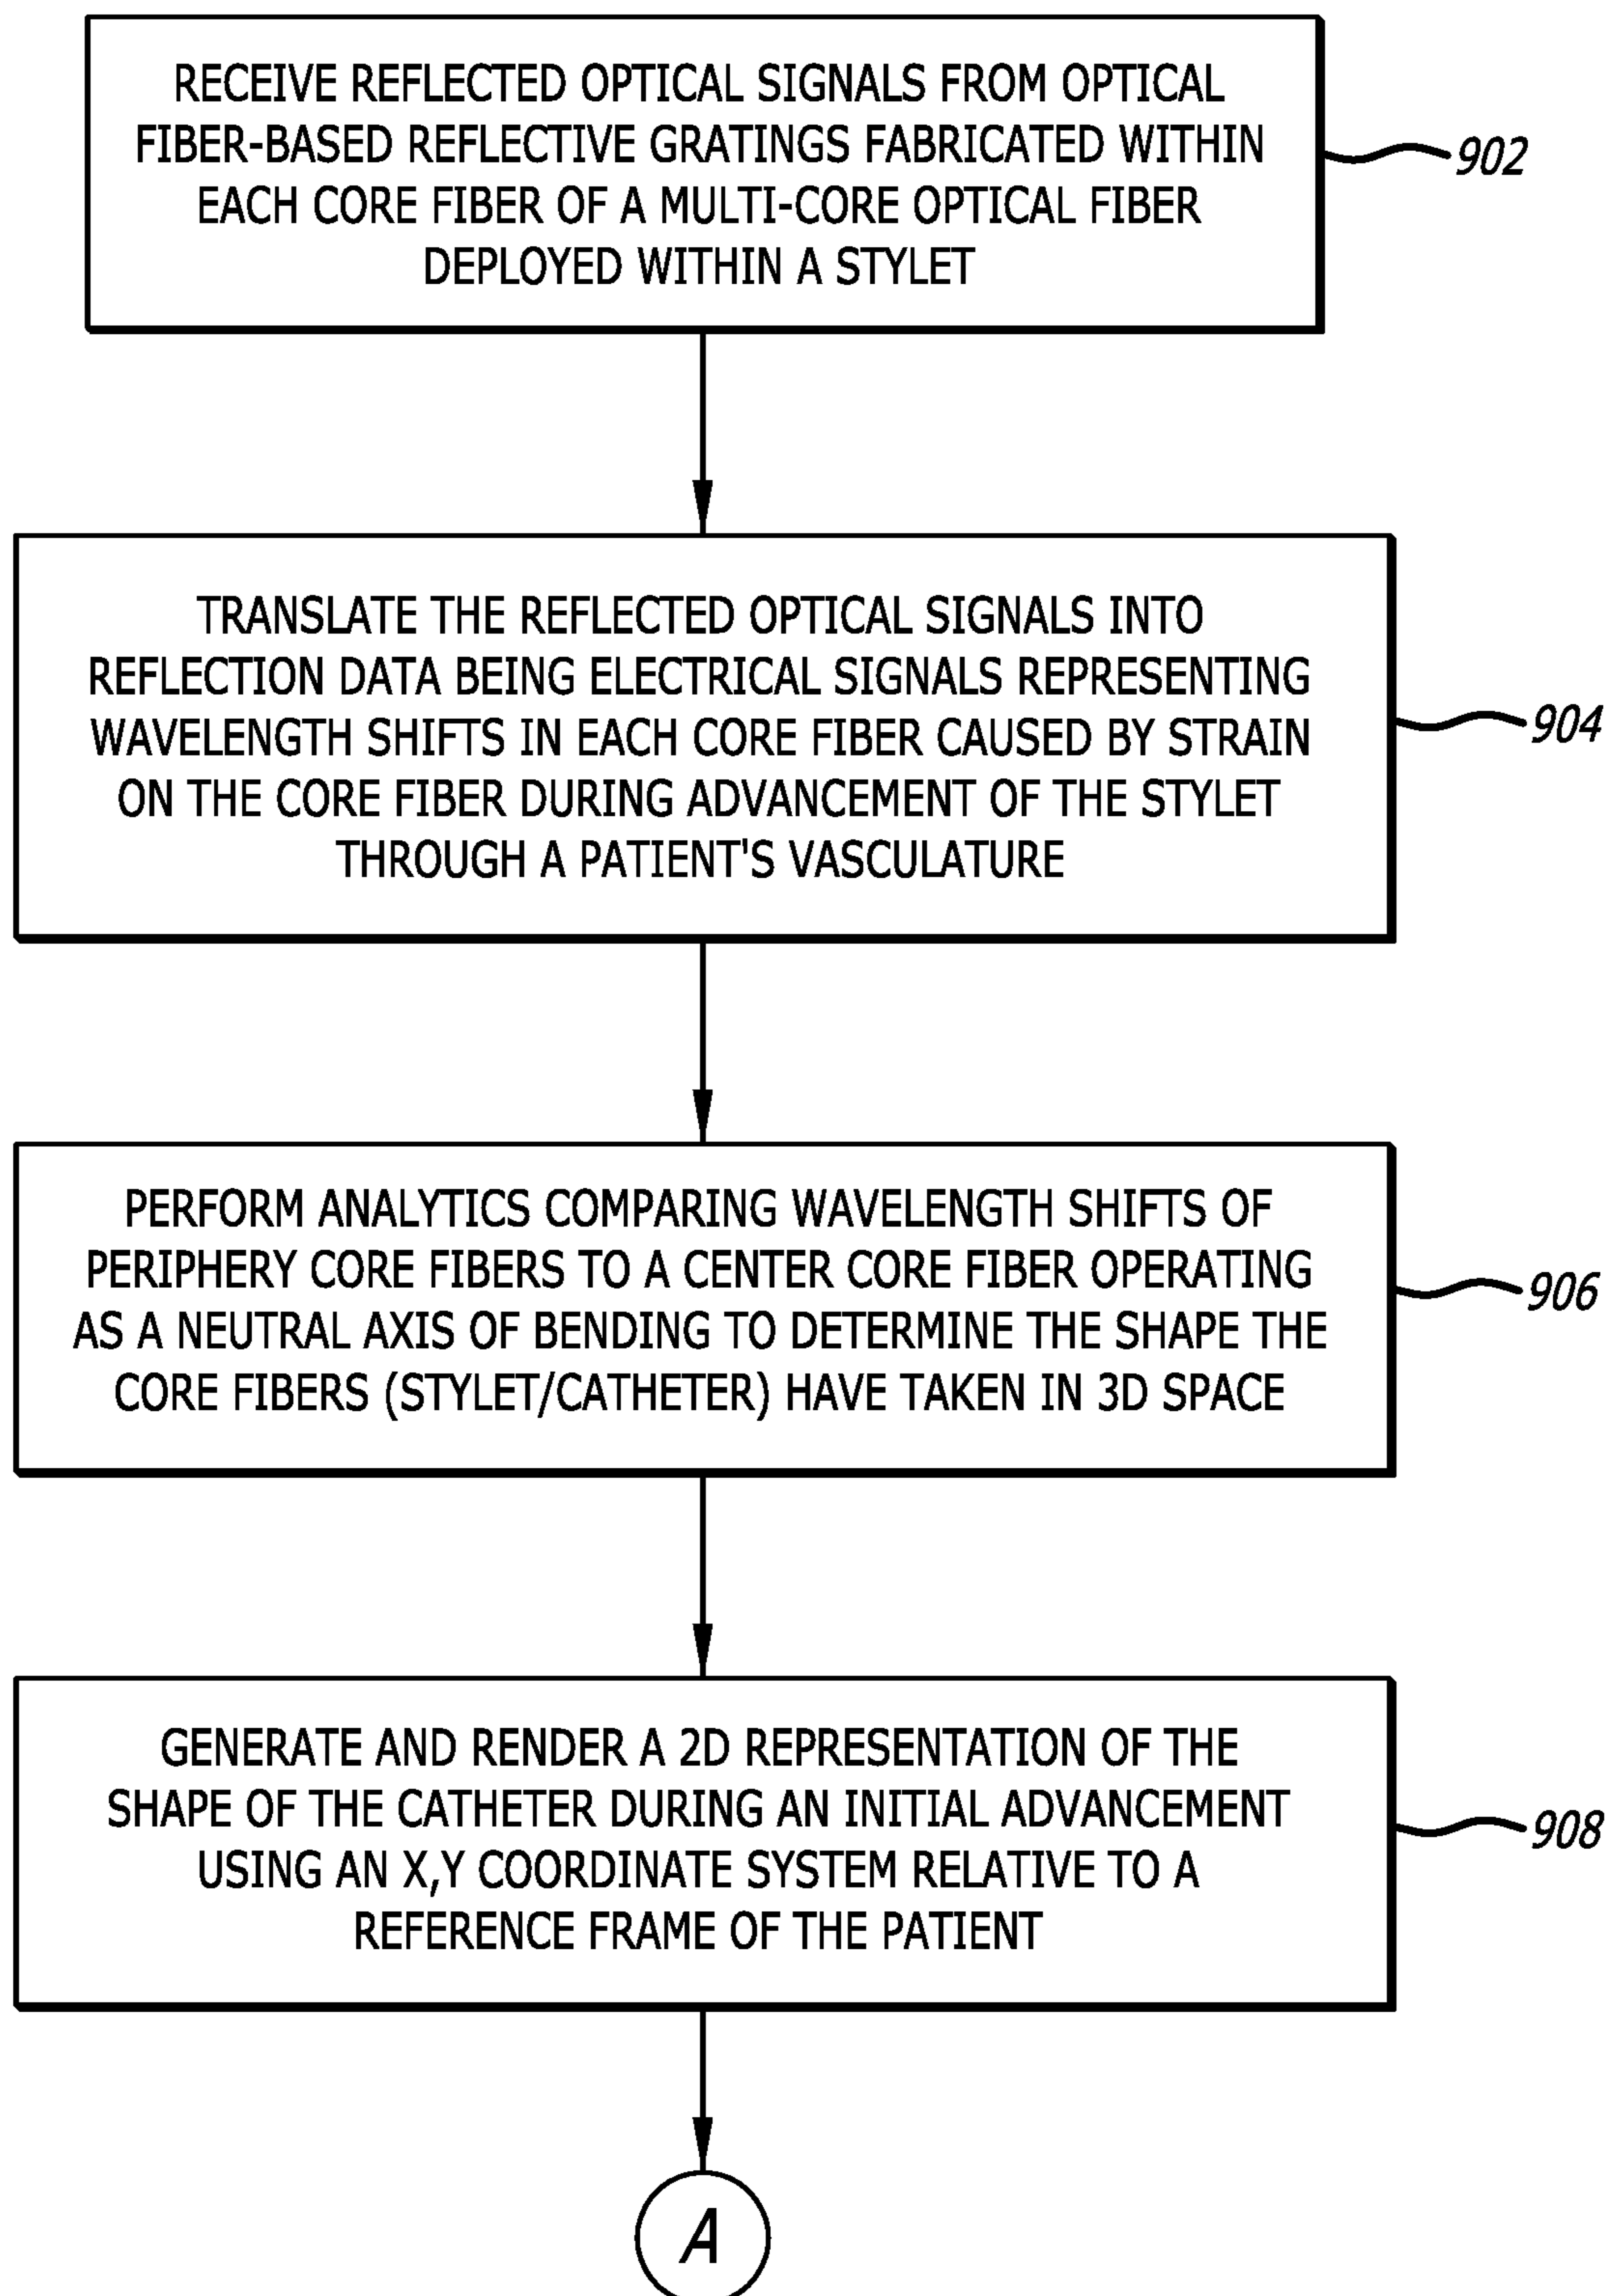 RECEIVE REFLECTED OPTICAL SIGNALS FROM OPTICAL
FIBER-BASED REFLECTIVE GRATINGS FABRICATED WITHIN
EACH CORE FIBER OF A MULTI-CORE OPTICAL FIBER
DEPLOYED WITHIN A STYLET
902
TRANSLATE THE REFLECTED OPTICAL SIGNALS INTO
REFLECTION DATA BEING ELECTRICAL SIGNALS REPRESENTING
WAVELENGTH SHIFTS IN EACH CORE FIBER CAUSED BY STRAIN
ON THE CORE FIBER DURING ADVANCEMENT OF THE STYLET
THROUGH A PATIENT'S VASCULATURE
904
PERFORM ANALYTICS COMPARING WAVELENGTH SHIFTS OF
PERIPHERY CORE FIBERS TO A CENTER CORE FIBER OPERATING
AS A NEUTRAL AXIS OF BENDING TO DETERMINE THE SHAPE THE
CORE FIBERS (STYLET/CATHETER) HAVE TAKEN IN 3D SPACE
906
GENERATE AND RENDER A 2D REPRESENTATION OF THE
SHAPE OF THE CATHETER DURING AN INITIAL ADVANCEMENT
USING AN X,Y COORDINATE SYSTEM RELATIVE TO A
REFERENCE FRAME OF THE PATIENT
908
A